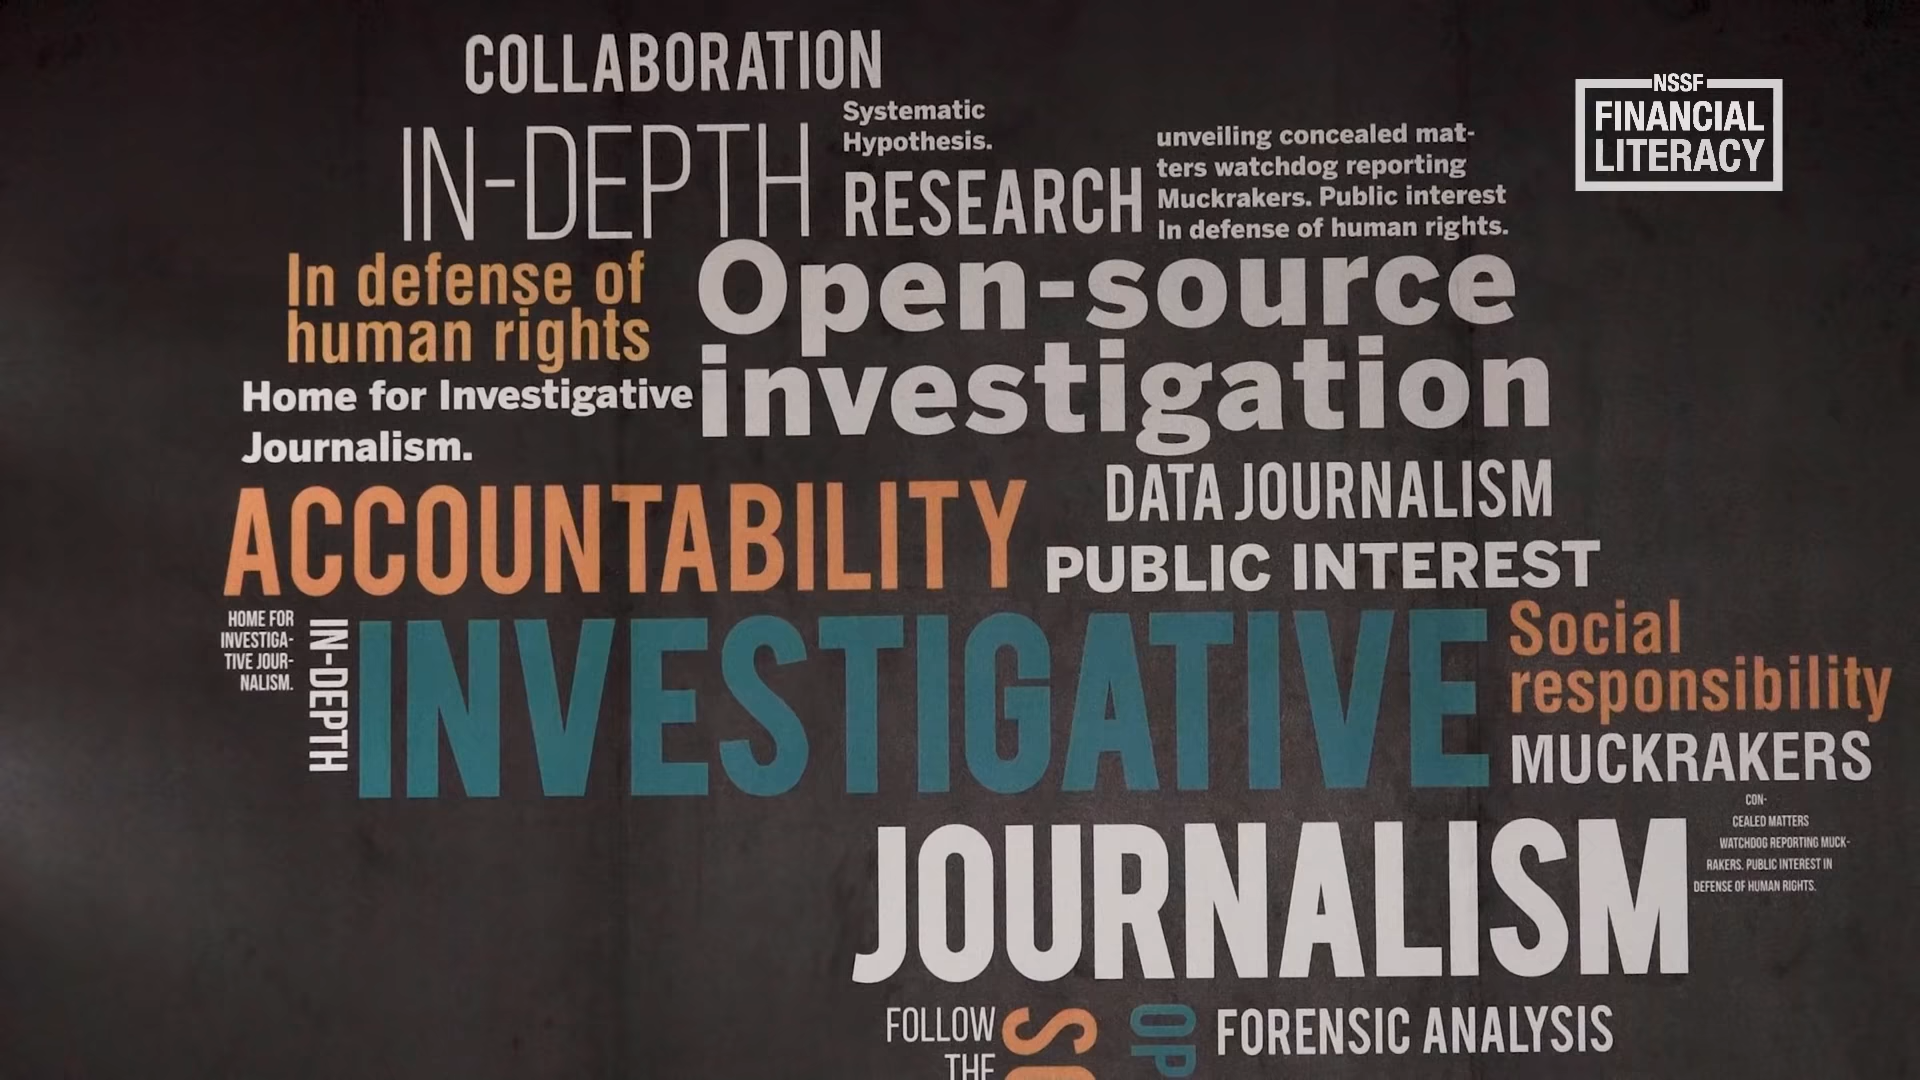 COLLABORATION
NSSF
FINANCIAL
LITERACY
IN-DEPTH
Systematic
Hypothesis.
RESEARCH
unveiling concealed mat-
ters watchdog reporting
Muckrakers. Public interest
In defense of human rights.
In defense of
human rights
Open-source
investigation
Home for Investigative
Journalism.
ACCOUNTABILITY
DATA JOURNALISM
PUBLIC INTEREST
HOME FOR
INVESTIGA-
TIVE JOUR-
NALISM.
IN-DEPTH
INVESTIGATIVE
Social
responsibility
MUCKRAKERS
CON-
CEALED MATTERS
WATCHDOG REPORTING MUCK-
RAKERS. PUBLIC INTEREST IN
DEFENSE OF HUMAN RIGHTS.
JOURNALISM
FOLLOW
THE
FORENSIC ANALYSIS